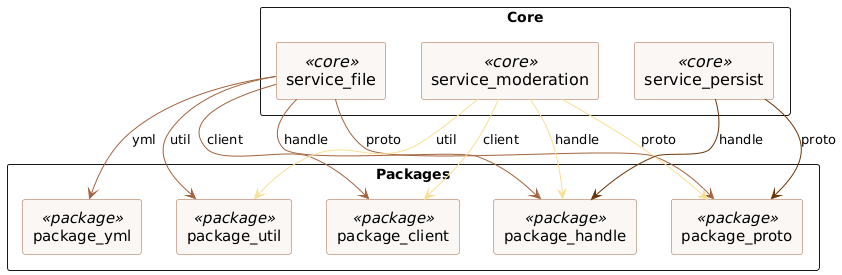 Core
«core»
service_file
«core»
service_moderation
«core»
service_persist
yml
util
client
handle
proto
util
client
handle
proto
handle
proto
Packages
«package»
package_yml
«package»
package_util
«package»
package_client
«package»
package_handle
«package»
package_proto